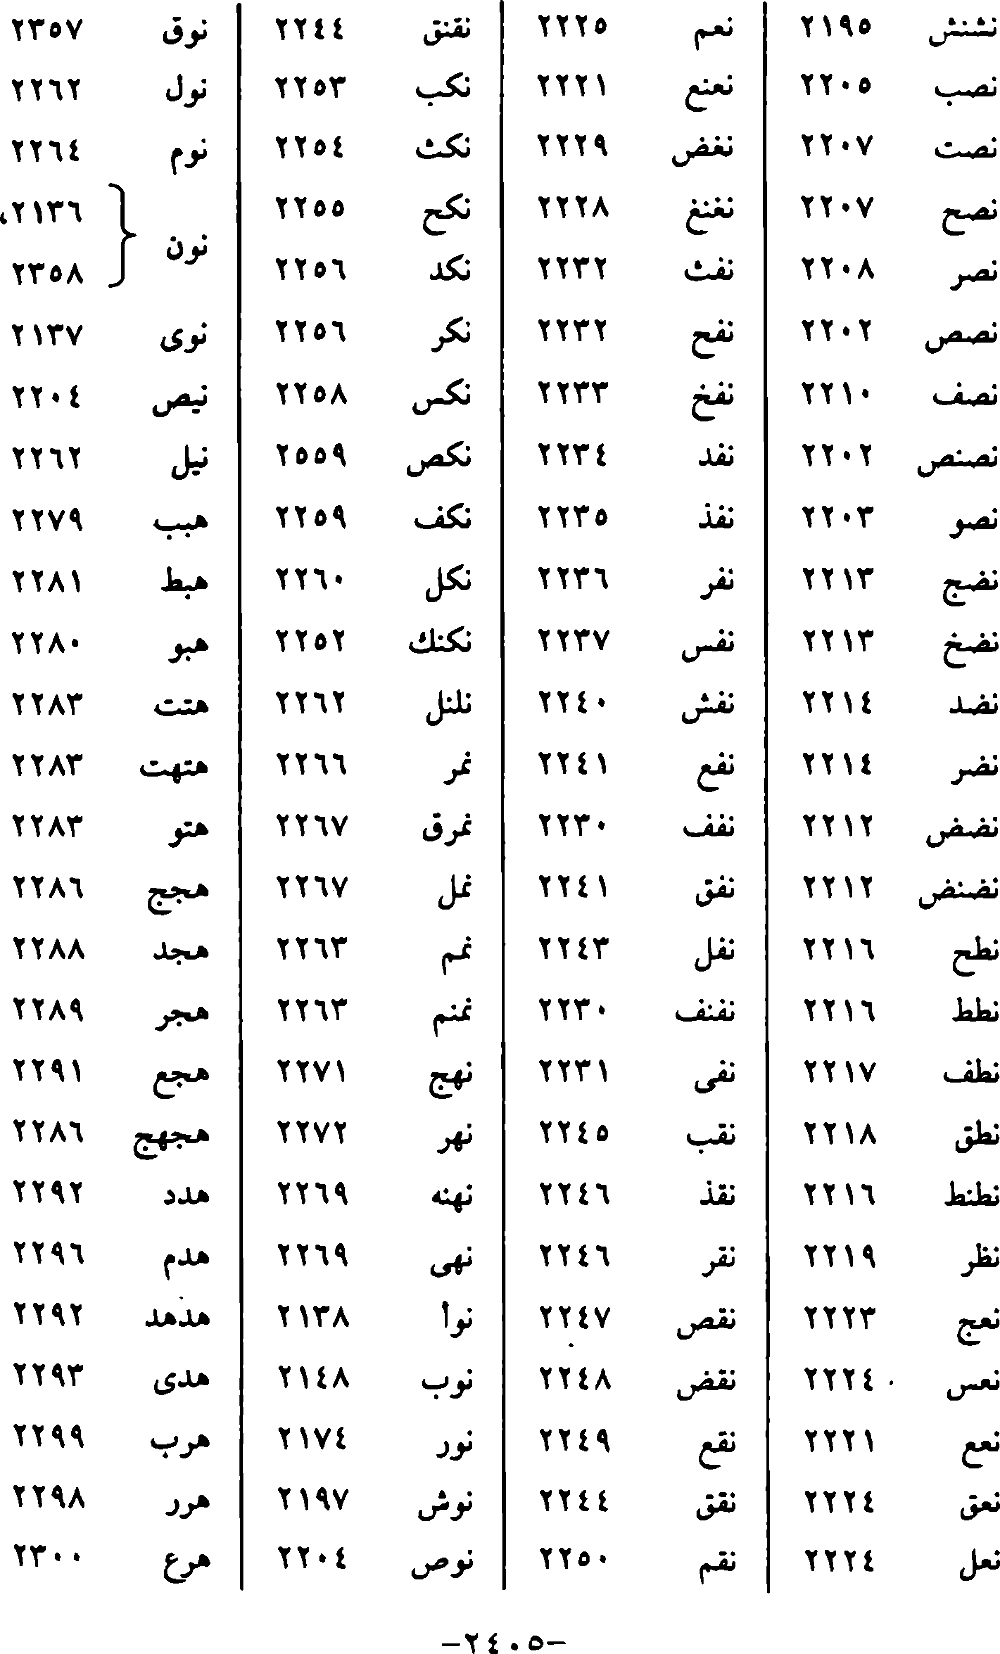 نشنش ٢١٩٥
نصب ٢٢٠٥
نصت ٢٢٠٧
نصح ٢٢٠٧
نصر ٢٢٠٨
نصص ٢٢٠٢
نصف ٢٢١٠
نصنص ٢٢٠٢
نصو ٢٢٠٣
نضج ٢٢١٣
نضخ ٢٢١٣
نضد ٢٢١٤
نضر ٢٢١٤
نضض ٢٢١٢
نضنض ٢٢١٢
نطح ٢٢١٦
نطط ٢٢١٦
نطف ٢٢١٧
نطق ٢٢١٨
نطنط ٢٢١٦
نظر ٢٢١٩
نعج ٢٢٢٣
نعس ٢٢٢٤
نعع ٢٢٢١
نعق ٢٢٢٤
نعل ٢٢٢٤
نعم ٢٢٢٥
نعنع ٢٢٢١
نغض ٢٢٢٩
نغنغ ٢٢٢٨
نفث ٢٢٣٢
نفح ٢٢٣٢
نفخ ٢٢٣٣
نفد ٢٢٣٤
نفذ ٢٢٣٥
نفر ٢٢٣٦
نفس ٢٢٣٧
نفش ٢٢٤٠
نفع ٢٢٤١
نفف ٢٢٣٠
نفق ٢٢٤١
نفل ٢٢٤٣
نفنف ٢٢٣٠
نفى ٢٢٣١
نقب ٢٢٤٥
نقذ ٢٢٤٦
نقر ٢٢٤٦
نقص ٢٢٤٧
نقض ٢٢٤٨
نقع ٢٢٤٩
نقق ٢٢٤٤
نقم ٢٢٥٠
نقنق ٢٢٤٤
نكب ٢٢٥٣
نكث ٢٢٥٤
نكح ٢٢٥٥
نكد ٢٢٥٦
نكر ٢٢٥٦
نكس ٢٢٥٨
نكص ٢٥٥٩
نكف ٢٢٥٩
نكل ٢٢٦٠
نكنك ٢٢٥٢
نلنل ٢٢٦٢
نمر ٢٢٦٦
نمرق ٢٢٦٧
نمل ٢٢٦٧
نمم ٢٢٦٣
نمنم ٢٢٦٣
نهج ٢٢٧١
نهر ٢٢٧٢
نهنه ٢٢٦٩
نهى ٢٢٦٩
نوأ ٢١٣٨
نوب ٢١٤٨
نور ٢١٧٤
نوش ٢١٩٧
نوص ٢٢٠٤
نوق ٢٣٥٧
نول ٢٢٦٢
نوم ٢٢٦٤
نون { ٢١٣٦،
٢٣٥٨
نوى ٢١٣٧
نيص ٢٢٠٤
نيل ٢٢٦٢
هبب ٢٢٧٩
هبط ٢٢٨١
هبو ٢٢٨٠
هتت ٢٢٨٣
هتهت ٢٢٨٣
هتو ٢٢٨٣
هجج ٢٢٨٦
هجد ٢٢٨٨
هجر ٢٢٨٩
هجع ٢٢٩١
هجهج ٢٢٨٦
هدد ٢٢٩٢
هدم ٢٢٩٦
هدهد ٢٢٩٢
هدى ٢٢٩٣
هرب ٢٢٩٩
هرر ٢٢٩٨
هرع ٢٣٠٠
-٢٤٠٥-